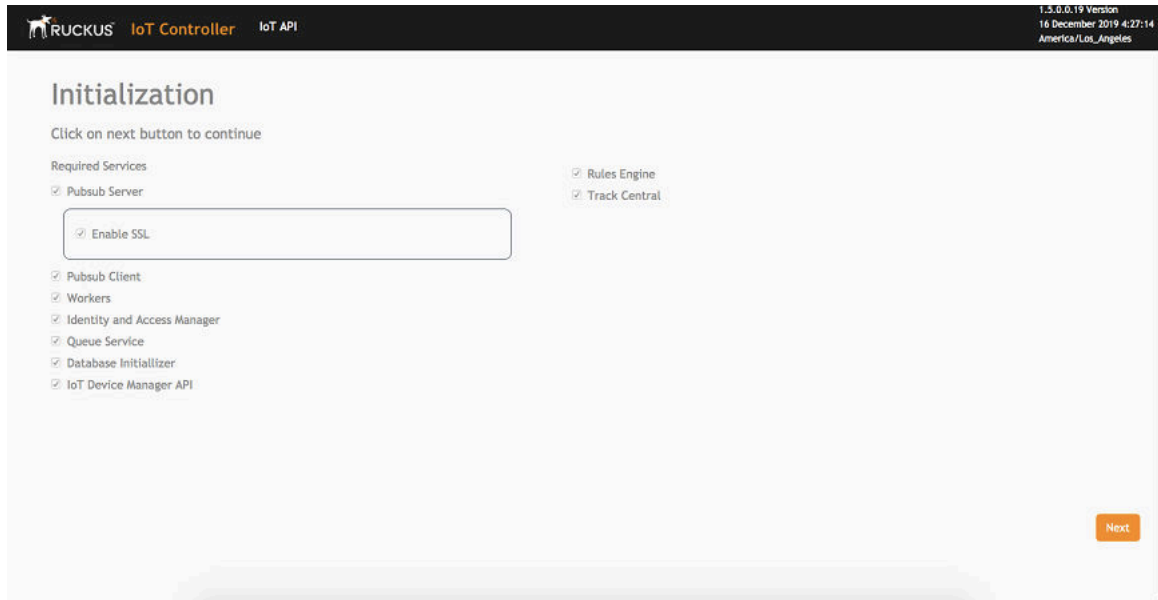 RUCKUS IoT Controller IoT API
1.5.0.0.19 Version
16 December 2019 4:27:14
America/Los_Angeles
Initialization
Click on next button to continue
Required Services
Pubsub Server
Enable SSL
Pubsub Client
Workers
Identity and Access Manager
Queue Service
Database Initiallizer
IoT Device Manager API
Rules Engine
Track Central
Next